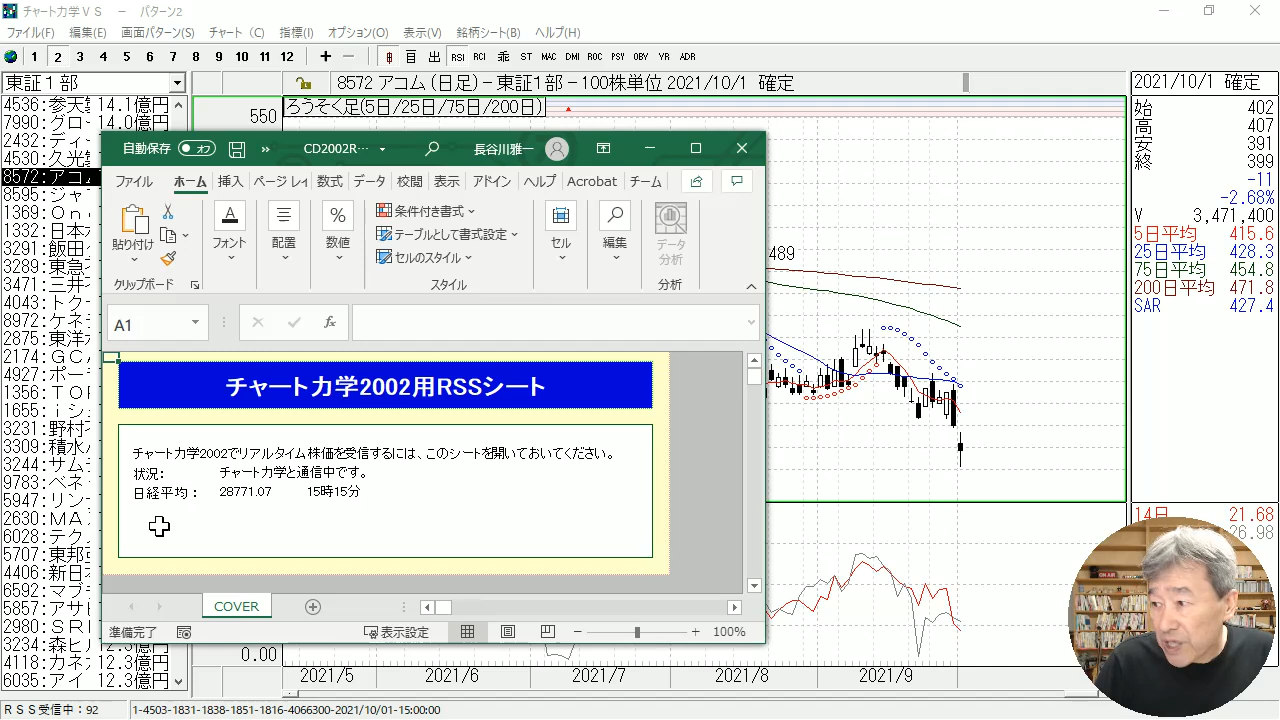 チャート力学ＶＳ － パターン2
ファイル(F) 編集(E) 画面パターン(S) チャート（C) 指標(I) オプション(O) 表示(V) 銘柄シート(B) ヘルプ(H)
1 2 3 4 5 6 7 8 9 10 11 12 日 出 RSI RCI 乖 ST MAC DMI ROC PSY OBY YR ADR
東証１部
8572 アコム (日足) － 東証１部 － 100株単位 2021/10/1 確定
2021/10/1 確定
ろうそく足(5日/25日/75日/200日)
550
489
4536:参天 14.1億円
7990:グロ 14.0億円
2432:ディ
4530:久光
8572:アコム
8595:ジャ
1369:Ｏｎ
1332:日本
3291:飯田
3289:東急
3471:三井
4043:トク
8972:ケネ
2875:東洋
2174:ＧＣ
4927:ポー
1356:ＴＯ
1655:ｉシ
3231:野村
3309:積水
3244:サム
9783:ベネ
5947:リン
2630:ＭＡ
6028:テク
5707:東邦
4406:新日
6592:マブ
5857:アサ
2980:ＳＲ
3234:森ヒ
4118:カネ 12.3億円
6035:アイ 12.3億円
始 402
高 407
安 391
終 399
-11
-2.68%
V 3,471,400
5日平均 415.6
25日平均 428.3
75日平均 454.8
200日平均 471.8
SAR 427.4
14日 21.68
26.98
自動保存 オフ CD2002R… 長谷川雅一
ファイル ホーム 挿入 ページ レイ 数式 データ 校閲 表示 アドイン ヘルプ Acrobat チーム
貼り付け フォント 配置 数値 条件付き書式 テーブルとして書式設定 セルのスタイル セル 編集 データ分析
クリップボード スタイル 分析
A1 fx
チャート力学2002用RSSシート
チャート力学2002でリアルタイム株価を受信するには、このシートを開いておいてください。
状況: チャート力学と通信中です。
日経平均： 28771.07 15時15分
COVER
準備完了 表示設定 100%
0.00
2021/5 2021/6 2021/7 2021/8 2021/9
ＲＳＳ受信中：92 1-4503-1831-1838-1851-1816-4066300-2021/10/01-15:00:00
ON AIR